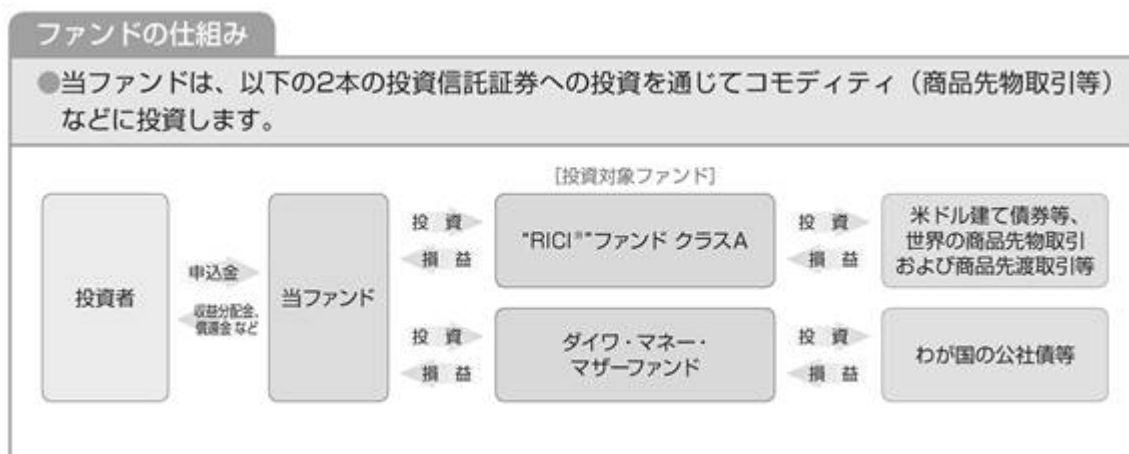 ファンドの仕組み
●当ファンドは、以下の2本の投資信託証券への投資を通じてコモディティ（商品先物取引等）
などに投資します。
［投資対象ファンド］
投資者
申込金
収益分配金、
償還金 など
当ファンド
投 資
損 益
"RICI®"ファンド クラスA
投 資
損 益
米ドル建て債券等、
世界の商品先物取引
および商品先渡取引等
投 資
損 益
ダイワ・マネー・
マザーファンド
投 資
損 益
わが国の公社債等